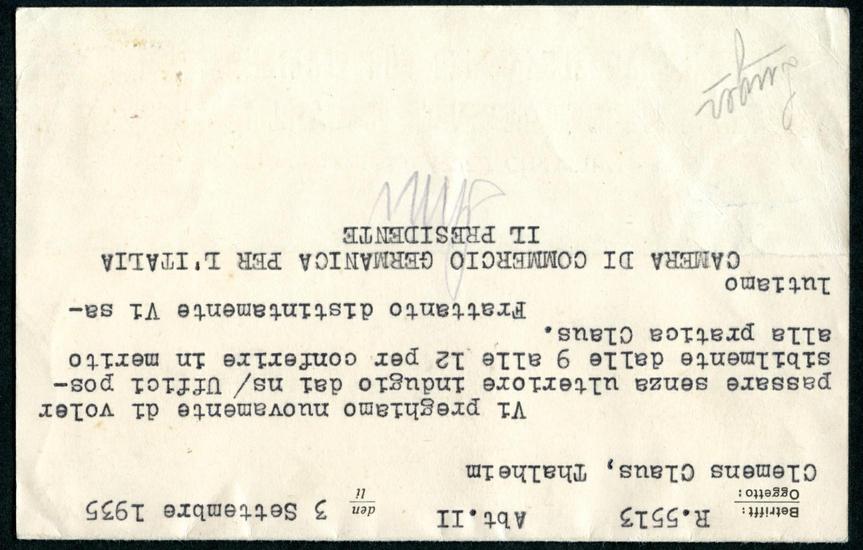 Betrifft: R.5513 Abt.II den 3 Settembre 1935
Oggetto: li
Clemens Claus, Thalheim
Vi preghiamo nuovamente di voler
passare senza ulteriore indugio dai ns/ Uffici pos-
sibilmente dalle 9 alle 12 per conferire in merito
alla pratica Claus.
Frattanto distintamente Vi sa-
lutiamo
CAMERA DI COMMERCIO GERMANICA PER L'ITALIA
IL PRESIDENTE